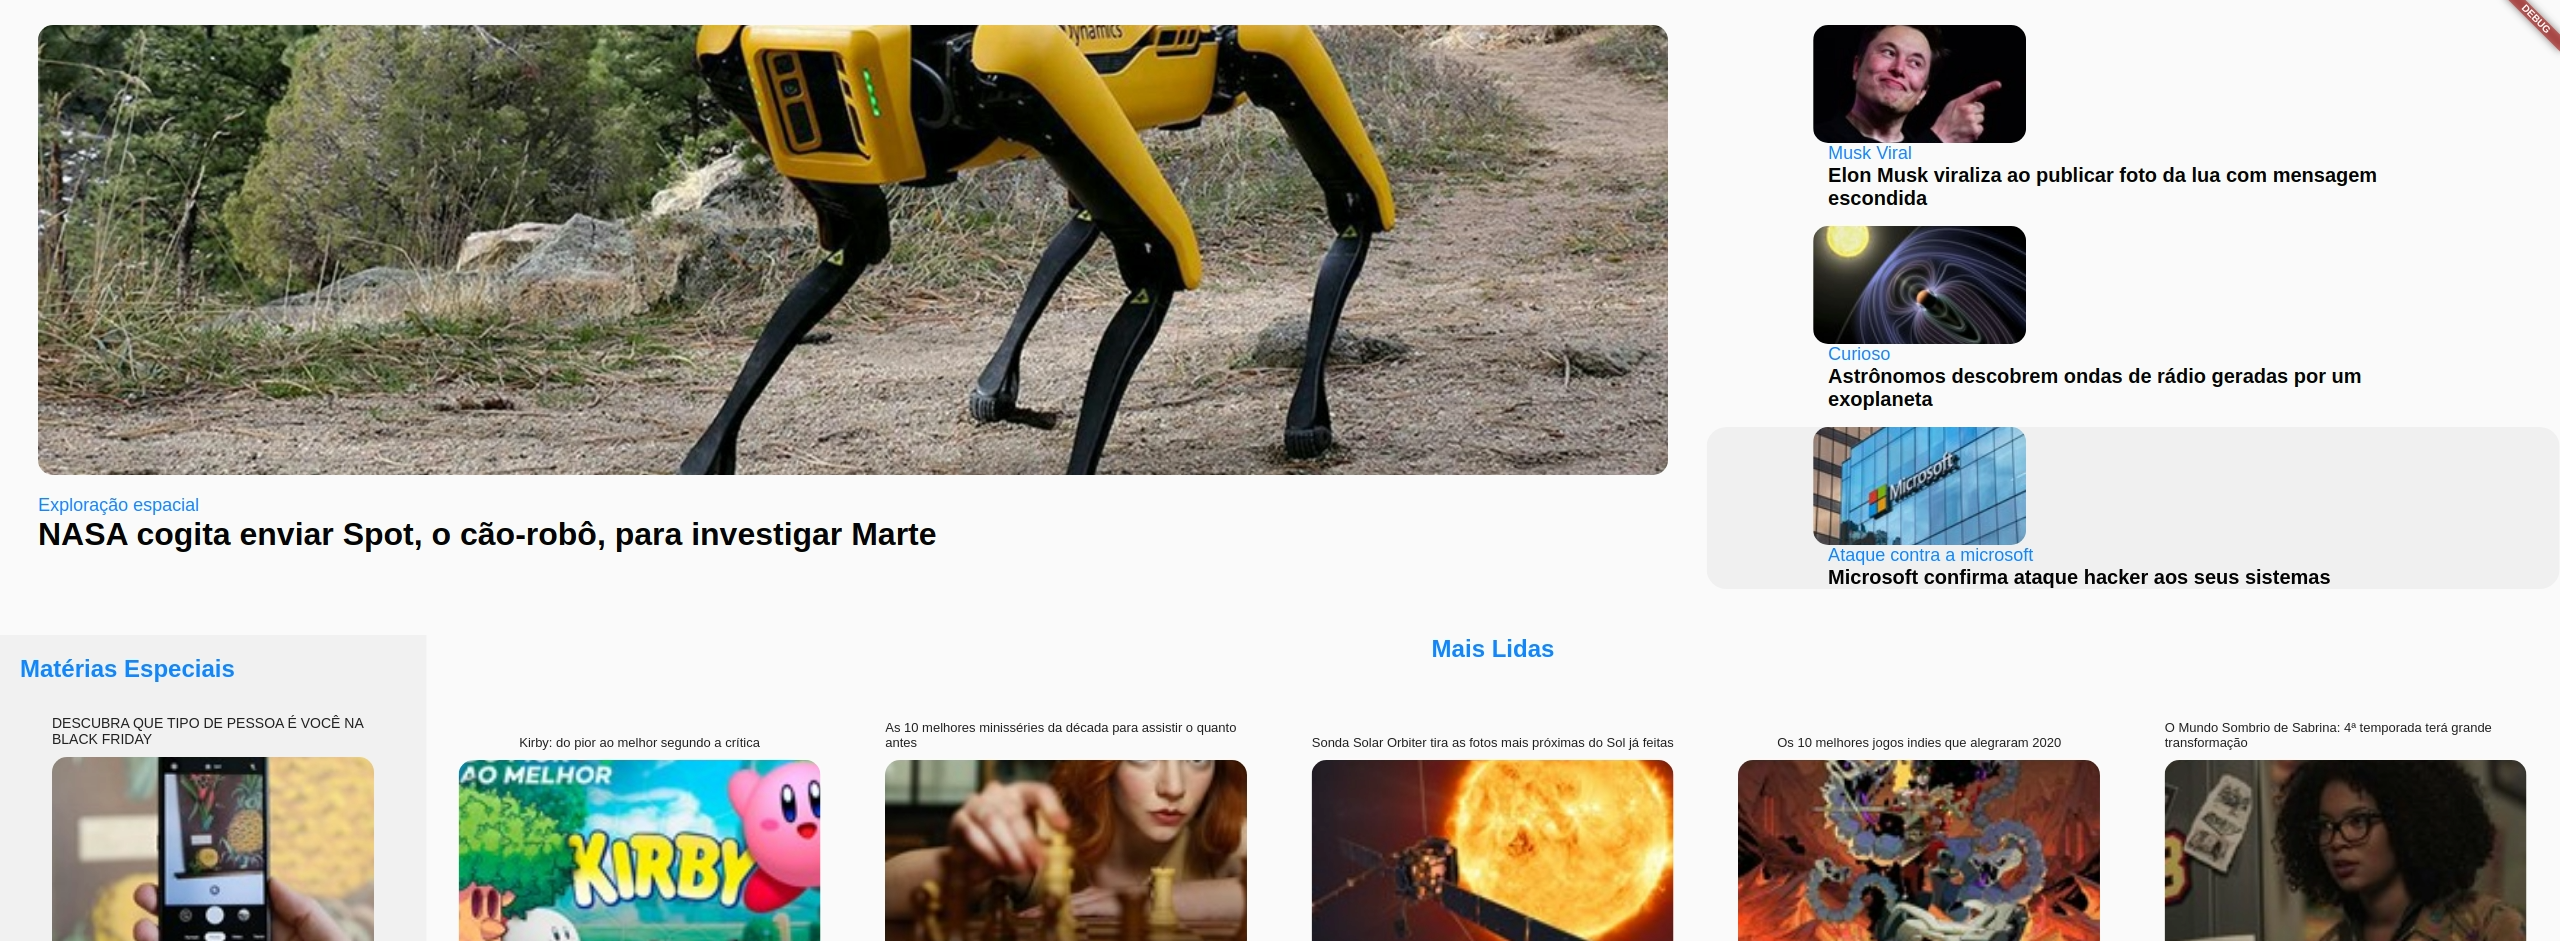 DEBUG
Dynamics
Exploração espacial
NASA cogita enviar Spot, o cão-robô, para investigar Marte
Musk Viral
Elon Musk viraliza ao publicar foto da lua com mensagem
escondida
Curioso
Astrônomos descobrem ondas de rádio geradas por um
exoplaneta
Microsoft
Ataque contra a microsoft
Microsoft confirma ataque hacker aos seus sistemas
Matérias Especiais
Mais Lidas
DESCUBRA QUE TIPO DE PESSOA É VOCÊ NA
BLACK FRIDAY
Kirby: do pior ao melhor segundo a crítica
AO MELHOR
KIRBY
As 10 melhores minisséries da década para assistir o quanto
antes
Sonda Solar Orbiter tira as fotos mais próximas do Sol já feitas
Os 10 melhores jogos indies que alegraram 2020
O Mundo Sombrio de Sabrina: 4ª temporada terá grande
transformação